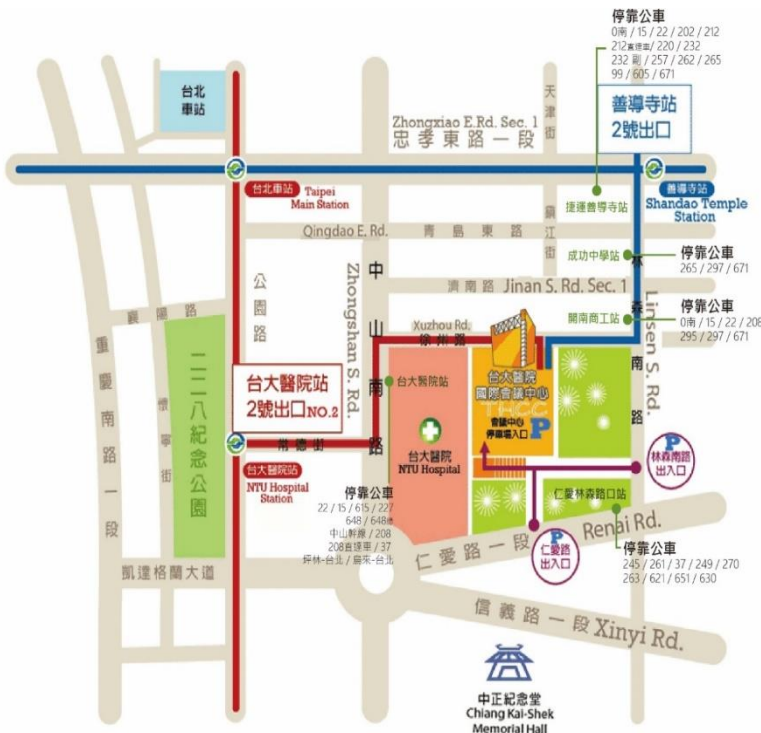 停靠公車
0南 / 15 / 22 / 202 / 212
212直達車 / 220 / 232
232 副 / 257 / 262 / 265
99 / 605 / 671
台北
車站
天津街
善導寺站
2號出口
Zhongxiao E.Rd. Sec. 1
忠孝東路一段
台北車站
Taipei
Main Station
捷運善導寺站
善導寺站
Shandao Temple
Station
Qingdao E. Rd.
青島東路
鎮江街
成功中學站
停靠公車
265 / 297 / 671
公園路
中山南路
Zhongshan S. Rd.
濟南路 Jinan S. Rd Sec. 1
林森南路
Linsen S. Rd.
襄陽路
開南商工站
停靠公車
0南 / 15 / 22 / 208
295 / 297 / 671
Xuzhou Rd.
徐州路
重慶南路一段
懷寧街
二二八紀念公園
台大醫院站
2號出口NO.2
台大醫院站
台大醫院
國際會議中心
THCC
會議中心
停車場入口
P
台大醫院
NTU Hospital
常德街
台大醫院站
NTU Hospital
Station
P
林森南路
出入口
停靠公車
22 / 15 / 615 / 227
648 / 648
中山幹線 / 208
208直達車 / 37
坪林-台北 / 烏來-台北
仁愛林森路口站
仁愛路一段 Renai Rd.
P
仁愛路
出入口
停靠公車
245 / 261 / 37 / 249 / 270
263 / 621 / 651 / 630
凱達格蘭大道
信義路一段 Xinyi Rd.
中正紀念堂
Chiang Kai-Shek
Memorial Hall